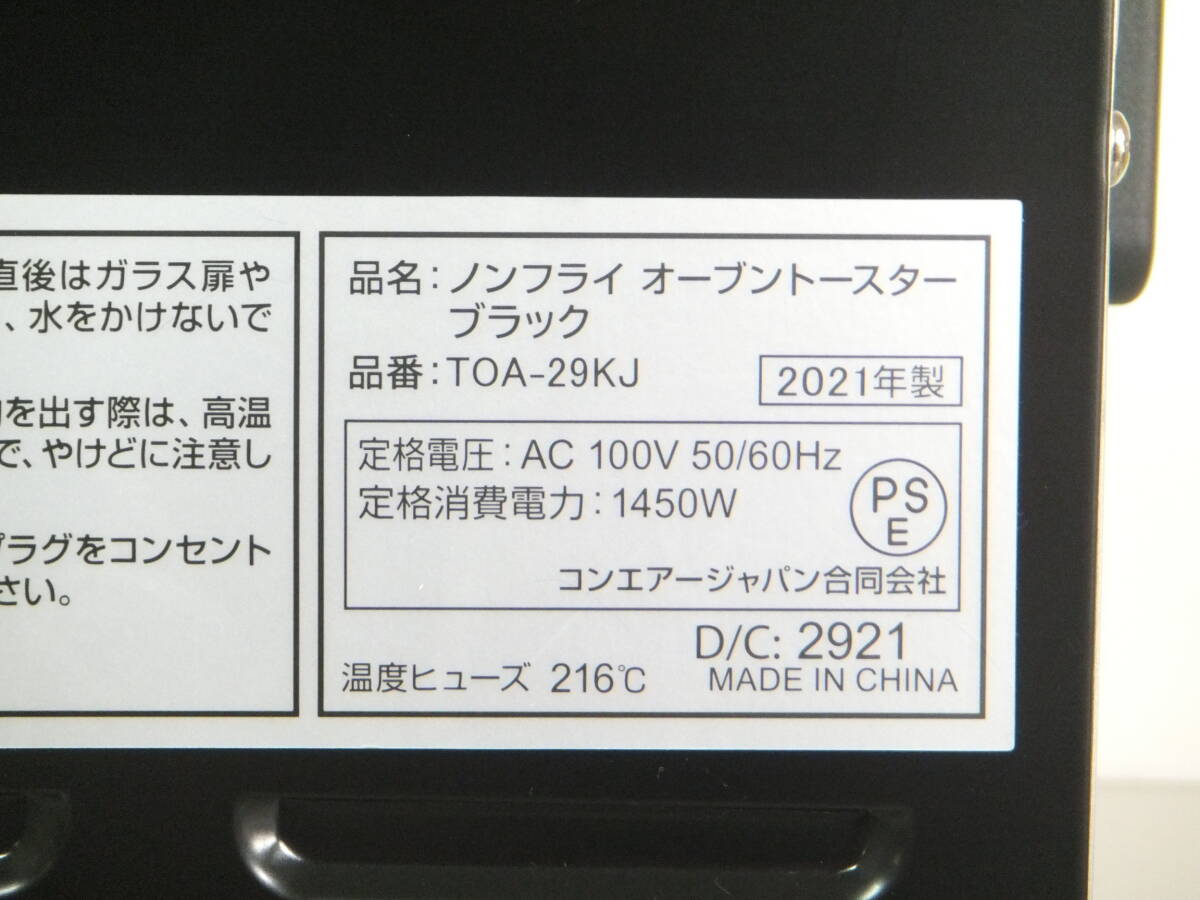 直後はガラス扉や
、水をかけないで
を出す際は、高温
で、やけどに注意し
プラグをコンセント
さい。
品名:ノンフライ オーブントースター
ブラック
品番:TOA-29KJ
2021年製
定格電圧:AC 100V 50/60Hz
定格消費電力:1450W
PS
E
コンエアージャパン合同会社
D/C: 2921
温度ヒューズ 216℃
MADE IN CHINA